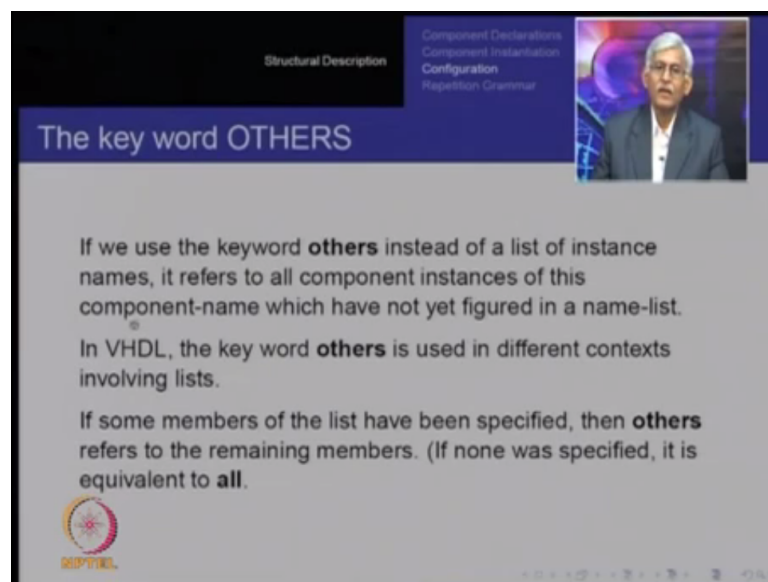 Structural Description
Component Declarations
Component Instantiation
Configuration
Repetition Grammar
The key word OTHERS
If we use the keyword others instead of a list of instance
names, it refers to all component instances of this
component-name which have not yet figured in a name-list.
In VHDL, the key word others is used in different contexts
involving lists.
If some members of the list have been specified, then others
refers to the remaining members. (If none was specified, it is
equivalent to all.
NPTEL